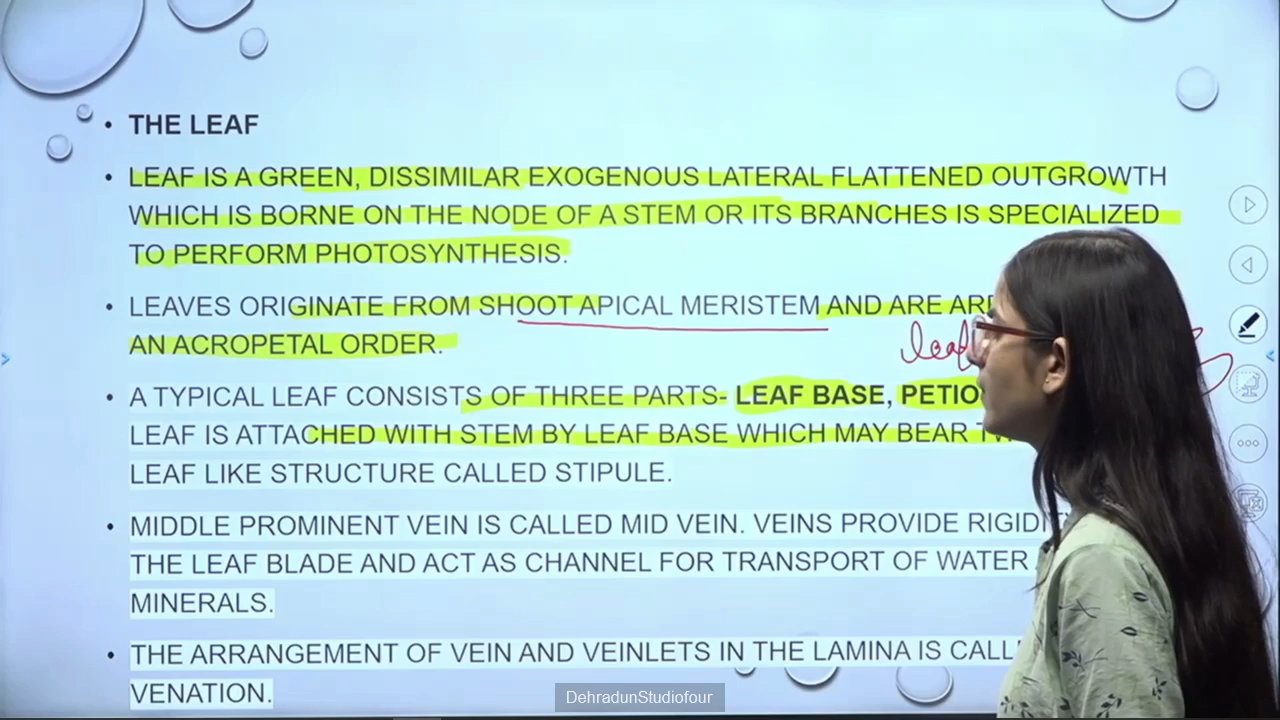 THE LEAF
LEAF IS A GREEN, DISSIMILAR EXOGENOUS LATERAL FLATTENED OUTGROWTH
WHICH IS BORNE ON THE NODE OF A STEM OR ITS BRANCHES IS SPECIALIZED
TO PERFORM PHOTOSYNTHESIS.
LEAVES ORIGINATE FROM SHOOT APICAL MERISTEM AND ARE
AN ACROPETAL ORDER.
leaf
A TYPICAL LEAF CONSISTS OF THREE PARTS- LEAF BASE,
LEAF IS ATTACHED WITH STEM BY LEAF BASE WHICH MAY BEAR
LEAF LIKE STRUCTURE CALLED STIPULE.
MIDDLE PROMINENT VEIN IS CALLED MID VEIN. VEINS PROVIDE
THE LEAF BLADE AND ACT AS CHANNEL FOR TRANSPORT OF WATER
MINERALS.
THE ARRANGEMENT OF VEIN AND VEINLETS IN THE LAMINA IS
VENATION.
DehradunStudiofour